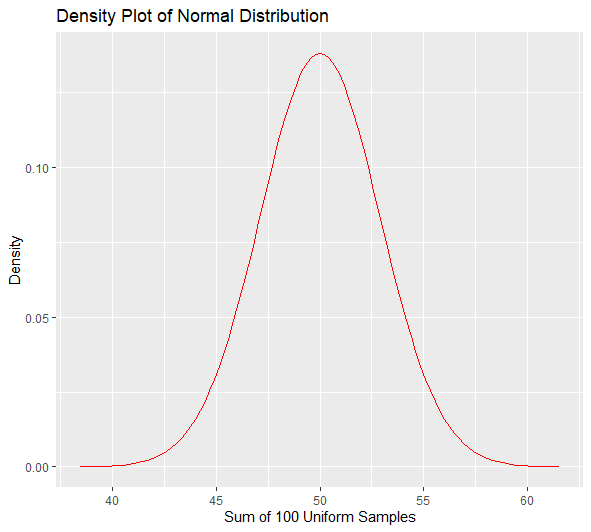 Density Plot of Normal Distribution
Density
0.10
0.05
0.00
40 45 50 55 60
Sum of 100 Uniform Samples